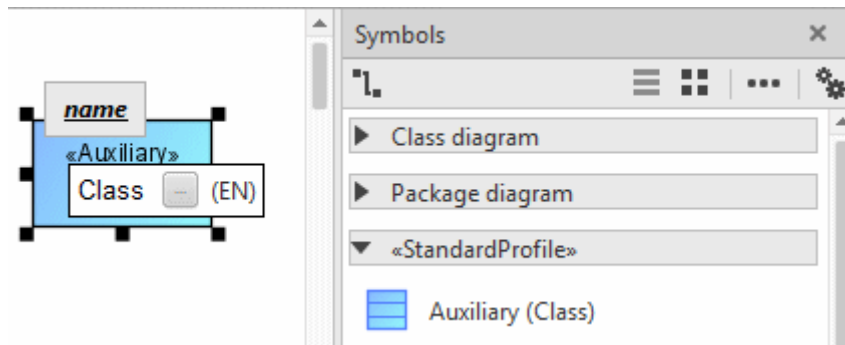 name
«Auxiliary»
Class ... (EN)
Symbols
Class diagram
Package diagram
«StandardProfile»
Auxiliary (Class)